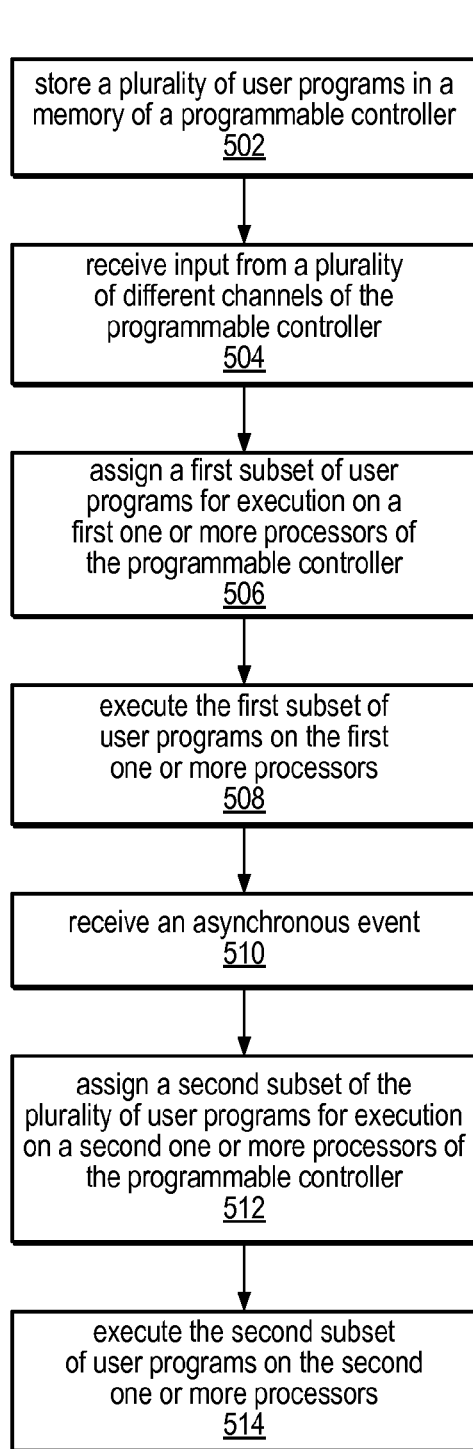 store a plurality of user programs in a
memory of a programmable controller
502
receive input from a plurality
of different channels of the
programmable controller
504
assign a first subset of user
programs for execution on a
first one or more processors of
the programmable controller
506
execute the first subset of
user programs on the first
one or more processors
508
receive an asynchronous event
510
assign a second subset of the
plurality of user programs for execution
on a second one or more processors of
the programmable controller
512
execute the second subset
of user programs on the second
one or more processors
514